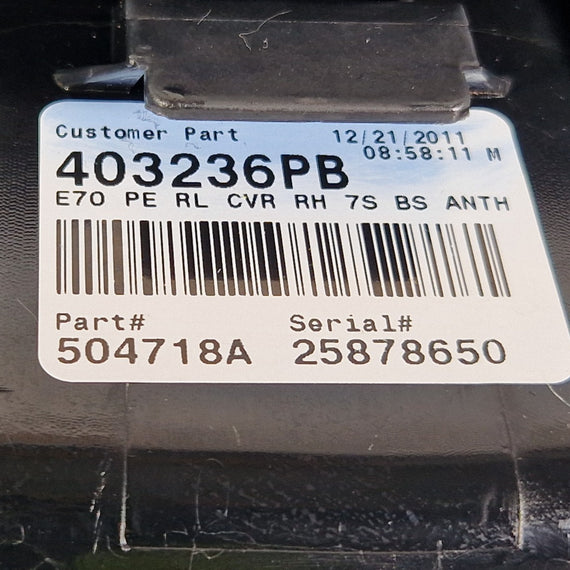 Customer Part 12/21/2011
08:58:11 M
403236PB
E70 PE RL CVR RH 7S BS ANTH
Part# Serial#
504718A 25878650